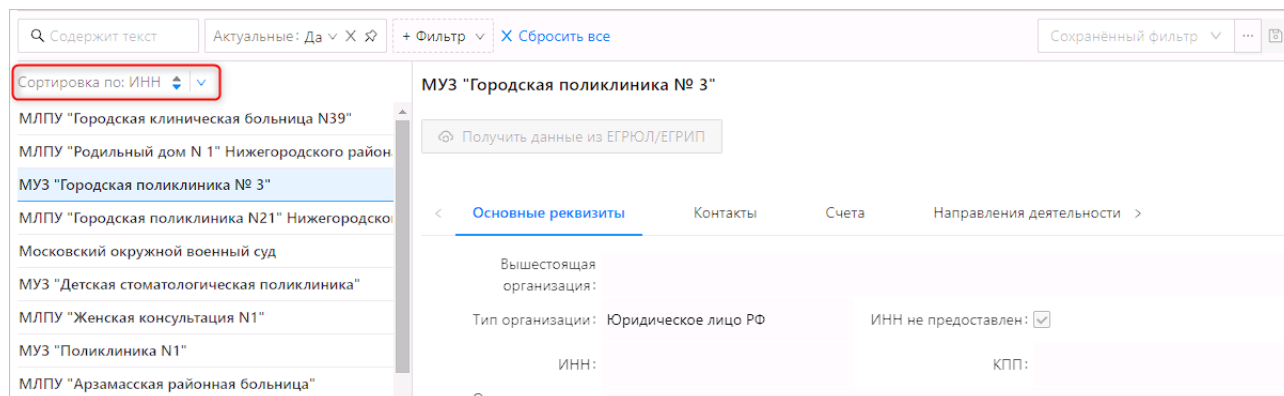 Содержит текст
Актуальные: Да
+ Фильтр
Сбросить все
Сохранённый фильтр
...
Сортировка по: ИНН
МЛПУ "Городская клиническая больница N39"
МЛПУ "Родильный дом N 1" Нижегородского район
МУЗ "Городская поликлиника № 3"
МЛПУ "Городская поликлиника N21" Нижегородско
Московский окружной военный суд
МУЗ "Детская стоматологическая поликлиника"
МЛПУ "Женская консультация N1"
МУЗ "Поликлиника N1"
МЛПУ "Арзамасская районная больница"
МУЗ "Городская поликлиника № 3"
Получить данные из ЕГРЮЛ/ЕГРИП
Основные реквизиты
Контакты
Счета
Направления деятельности
Вышестоящая
организация:
Тип организации: Юридическое лицо РФ
ИНН не предоставлен:
ИНН:
КПП: